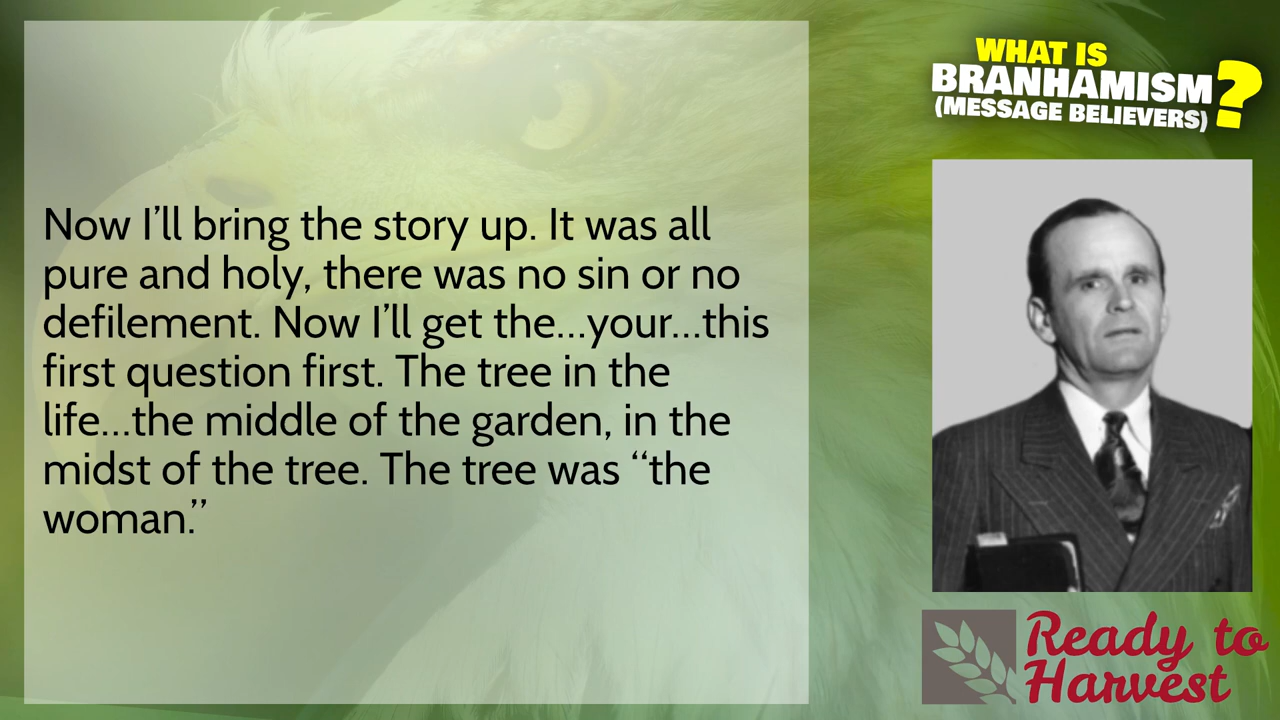 Now I’ll bring the story up. It was all
pure and holy, there was no sin or no
defilement. Now I’ll get the...your...this
first question first. The tree in the
life...the middle of the garden, in the
midst of the tree. The tree was “the
woman.”
WHAT IS
BRANHAMISM
(MESSAGE BELIEVERS)?
Ready to
Harvest